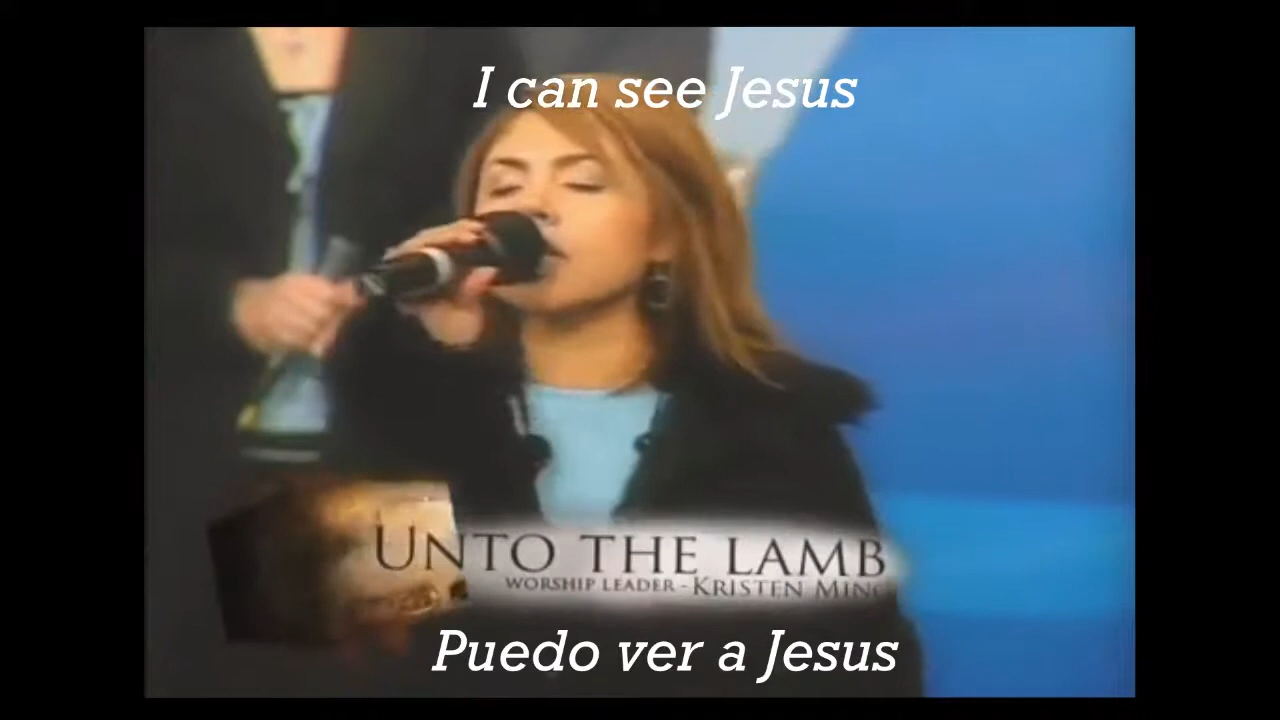 I can see Jesus
UNTO THE LAMB
WORSHIP LEADER - KRISTEN
Puedo ver a Jesus